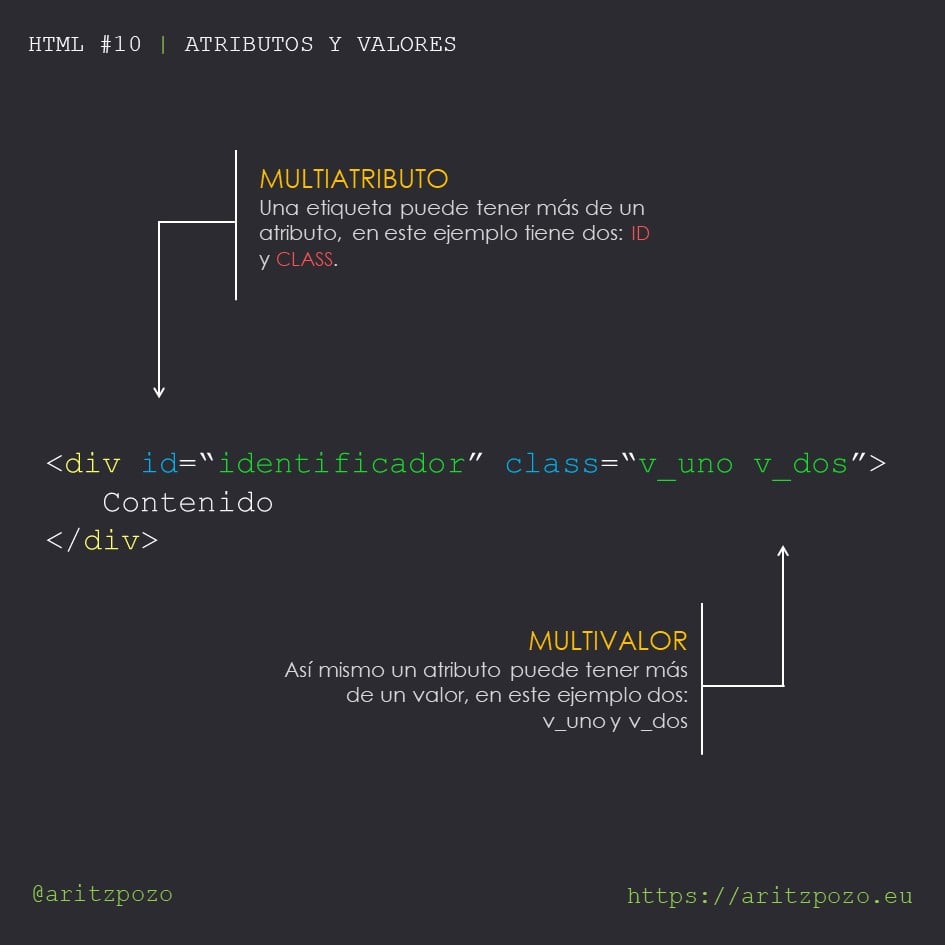 HTML #10 | ATRIBUTOS Y VALORES
MULTIATRIBUTO
Una etiqueta puede tener más de un
atributo, en este ejemplo tiene dos: ID
y CLASS.
<div id=“identificador” class=“v_uno v_dos”>
Contenido
</div>
MULTIVALOR
Así mismo un atributo puede tener más
de un valor, en este ejemplo dos:
v_uno y v_dos
@aritzpozo
https://aritzpozo.eu